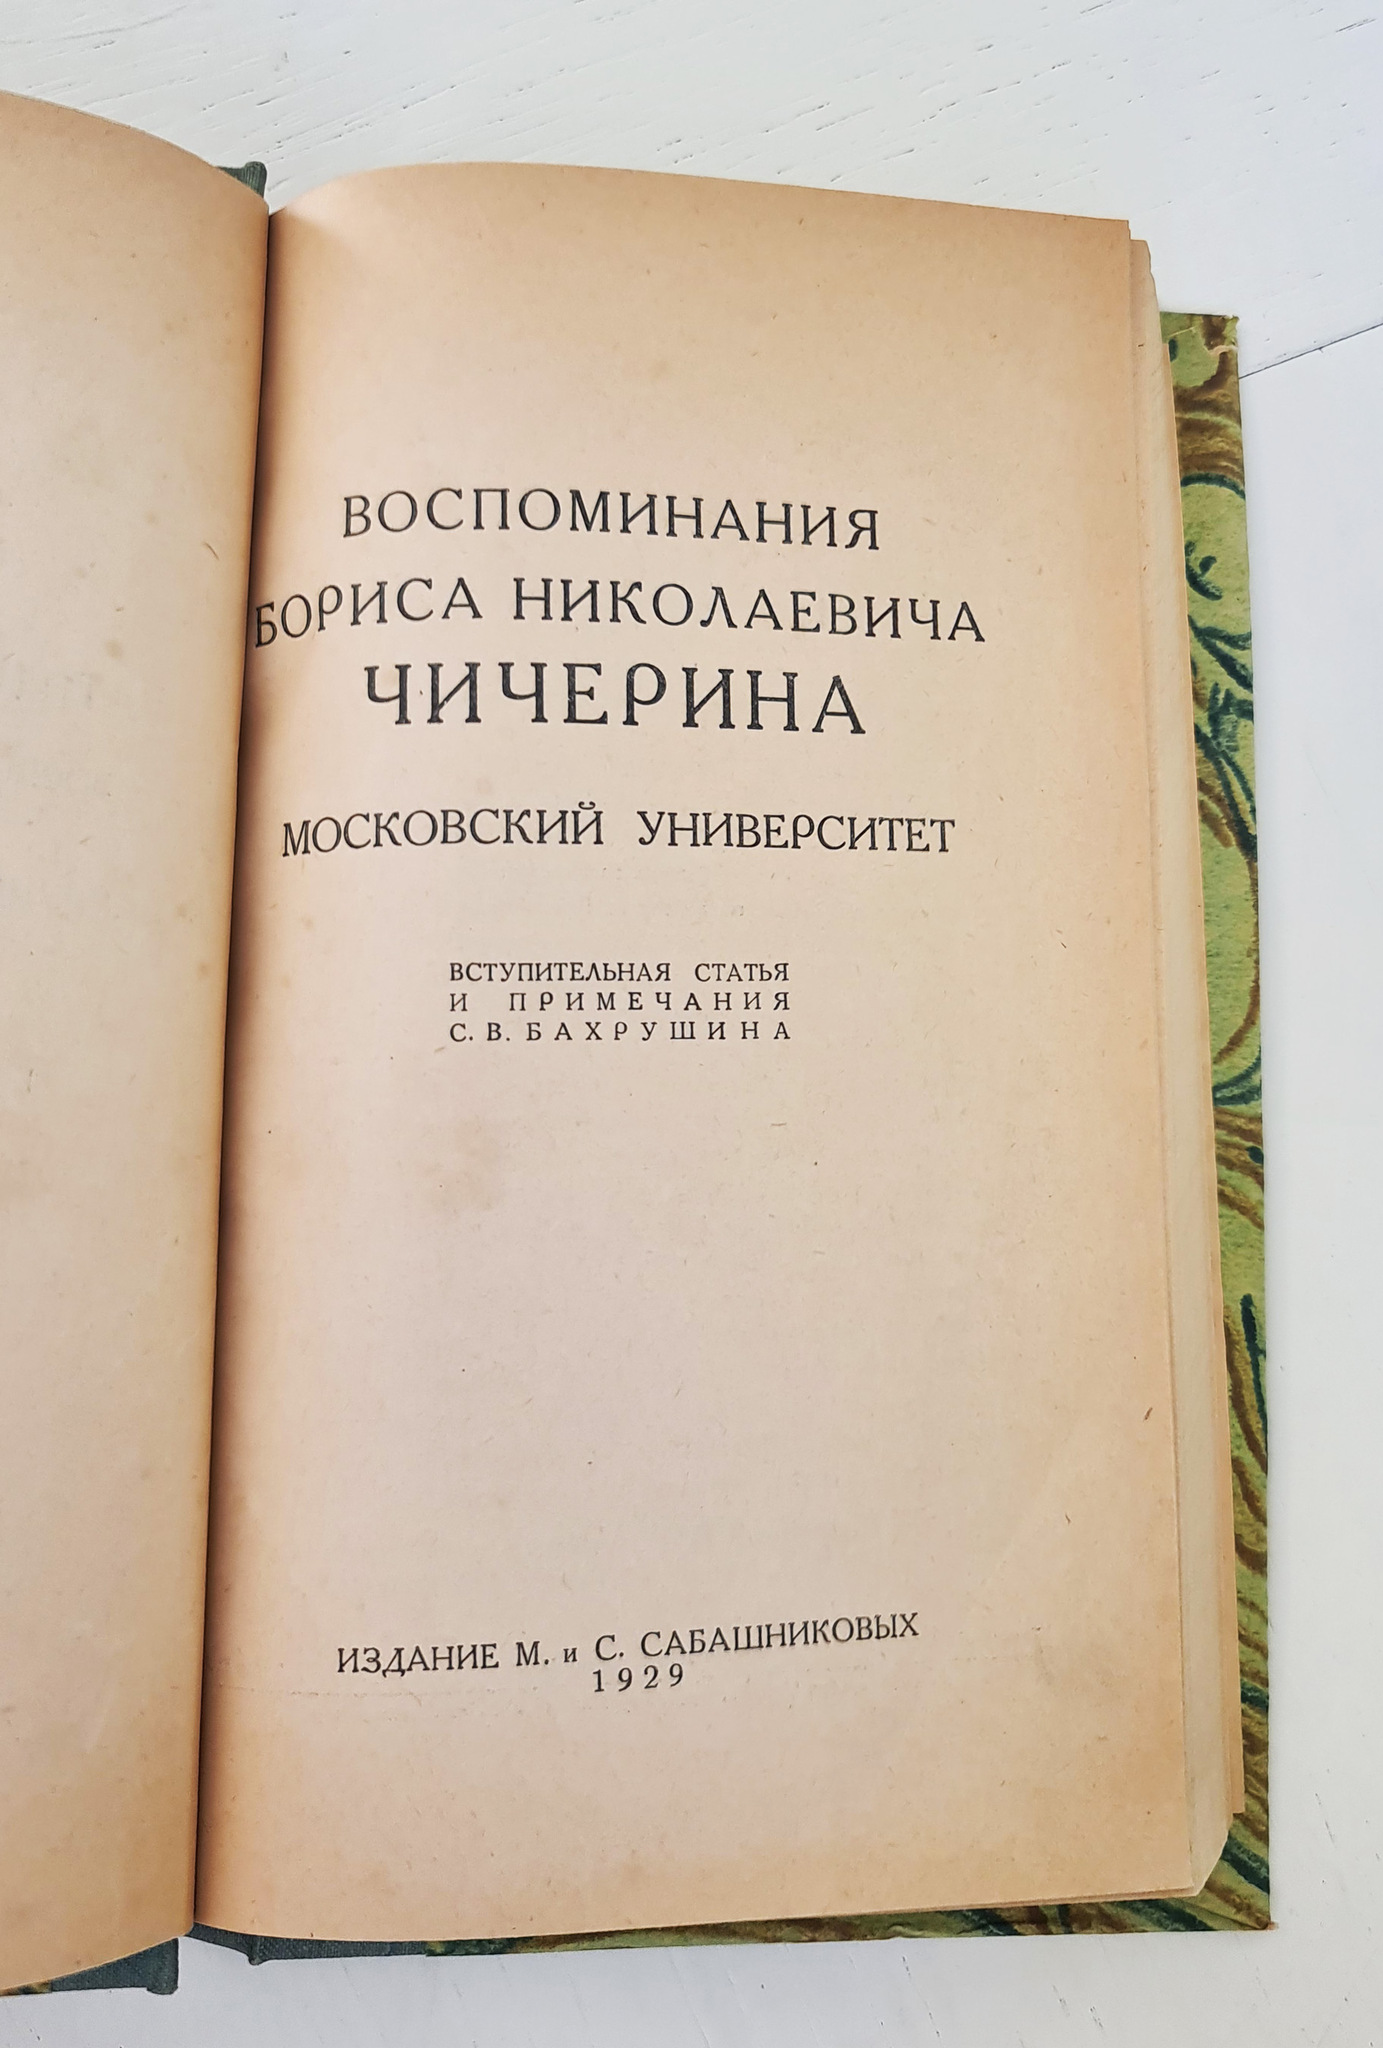 ВОСПОМИНАНИЯ
БОРИСА НИКОЛАЕВИЧА
ЧИЧЕРИНА
МОСКОВСКИЙ УНИВЕРСИТЕТ
ВСТУПИТЕЛЬНАЯ СТАТЬЯ
И ПРИМЕЧАНИЯ
С. В. БАХРУШИНА
ИЗДАНИЕ М. и С. САБАШНИКОВЫХ
1929